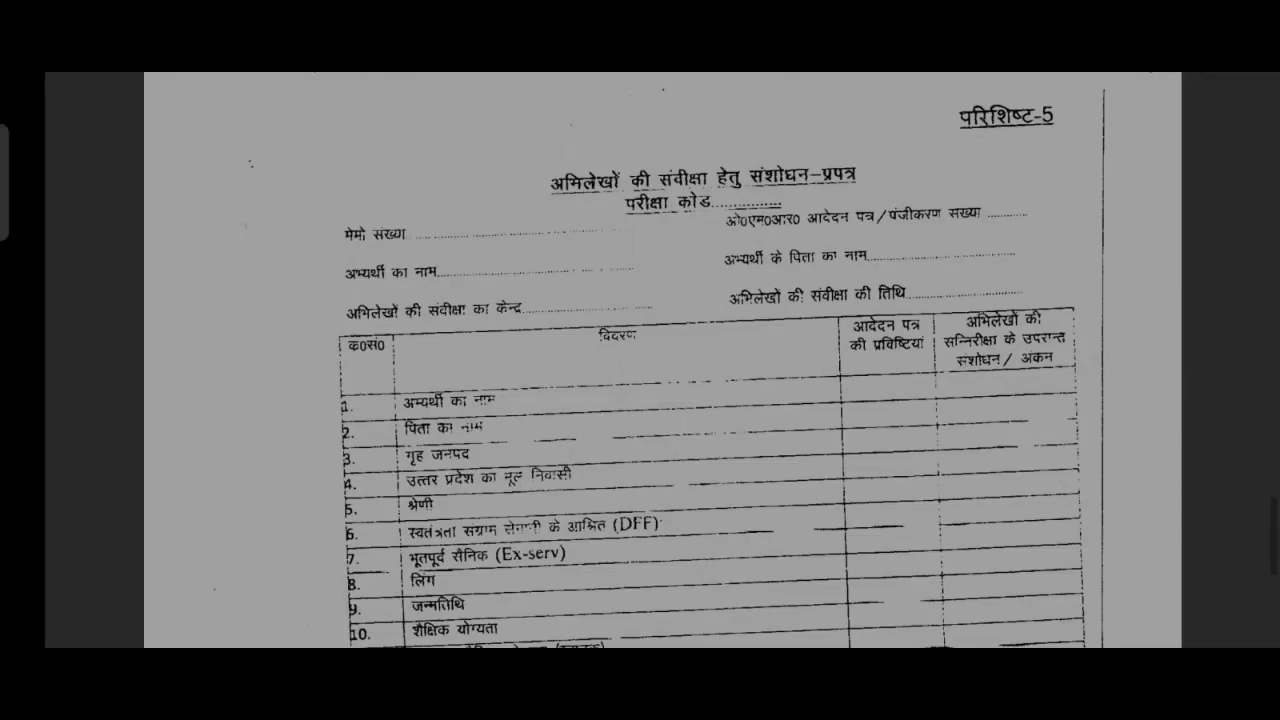 परिशिष्ट-5
अभिलेखों की संवीक्षा हेतु संशोधन-प्रपत्र
परीक्षा कोड...............
मेमो संख्या...............................................
ओ0एम0आर0 आवेदन पत्र/पंजीकरण सख्या ...........
अभ्यर्थी का नाम...............................................
अभ्यर्थी के पिता का नाम...............................................
अभिलेखों की संवीक्षा का केन्द्र...............................
अभिलेखों की संवीक्षा की तिथि...............................
क0सं0 विवरण आवेदन पत्र की प्रविष्टियां अभिलेखों की सन्निरीक्षा के उपरान्त संशोधन/ अंकन
1. अभ्यर्थी का नाम
2. पिता का नाम
3. गृह जनपद
4. उत्तर प्रदेश का मूल निवासी
5. श्रेणी
6. स्वतंत्रता संग्राम सेनानी के आश्रित (DFF)
7. भूतपूर्व सैनिक (Ex-serv)
8. लिंग
9. जन्मतिथि
10. शैक्षिक योग्यता